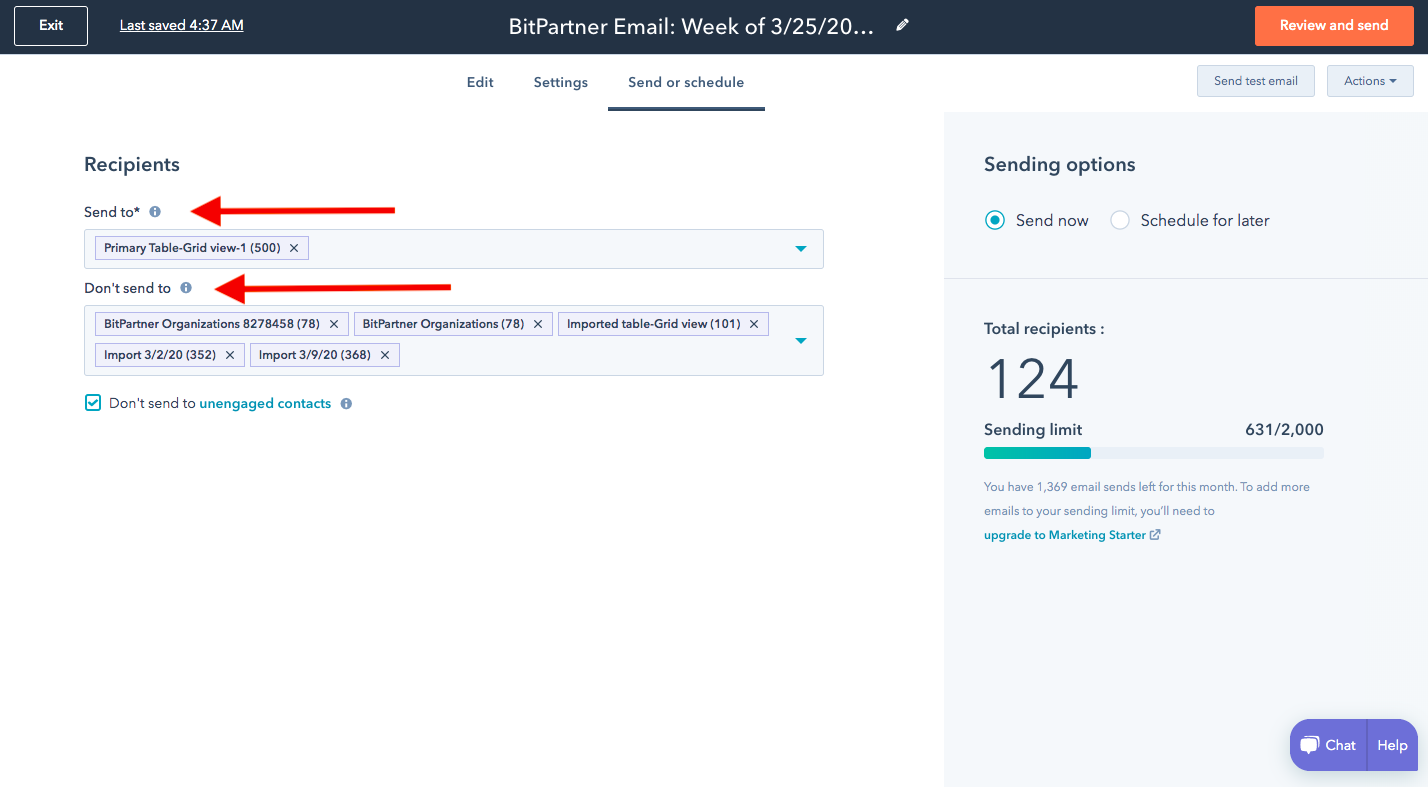 Exit
Last saved 4:37 AM
BitPartner Email: Week of 3/25/20...
Review and send
Edit
Settings
Send or schedule
Send test email
Actions
Recipients
Send to*
Primary Table-Grid view-1 (500)
Don't send to
BitPartner Organizations 8278458 (78)
BitPartner Organizations (78)
Imported table-Grid view (101)
Import 3/2/20 (352)
Import 3/9/20 (368)
Don't send to unengaged contacts
Sending options
Send now
Schedule for later
Total recipients :
124
Sending limit
631/2,000
You have 1,369 email sends left for this month. To add more
emails to your sending limit, you'll need to
upgrade to Marketing Starter
Chat
Help